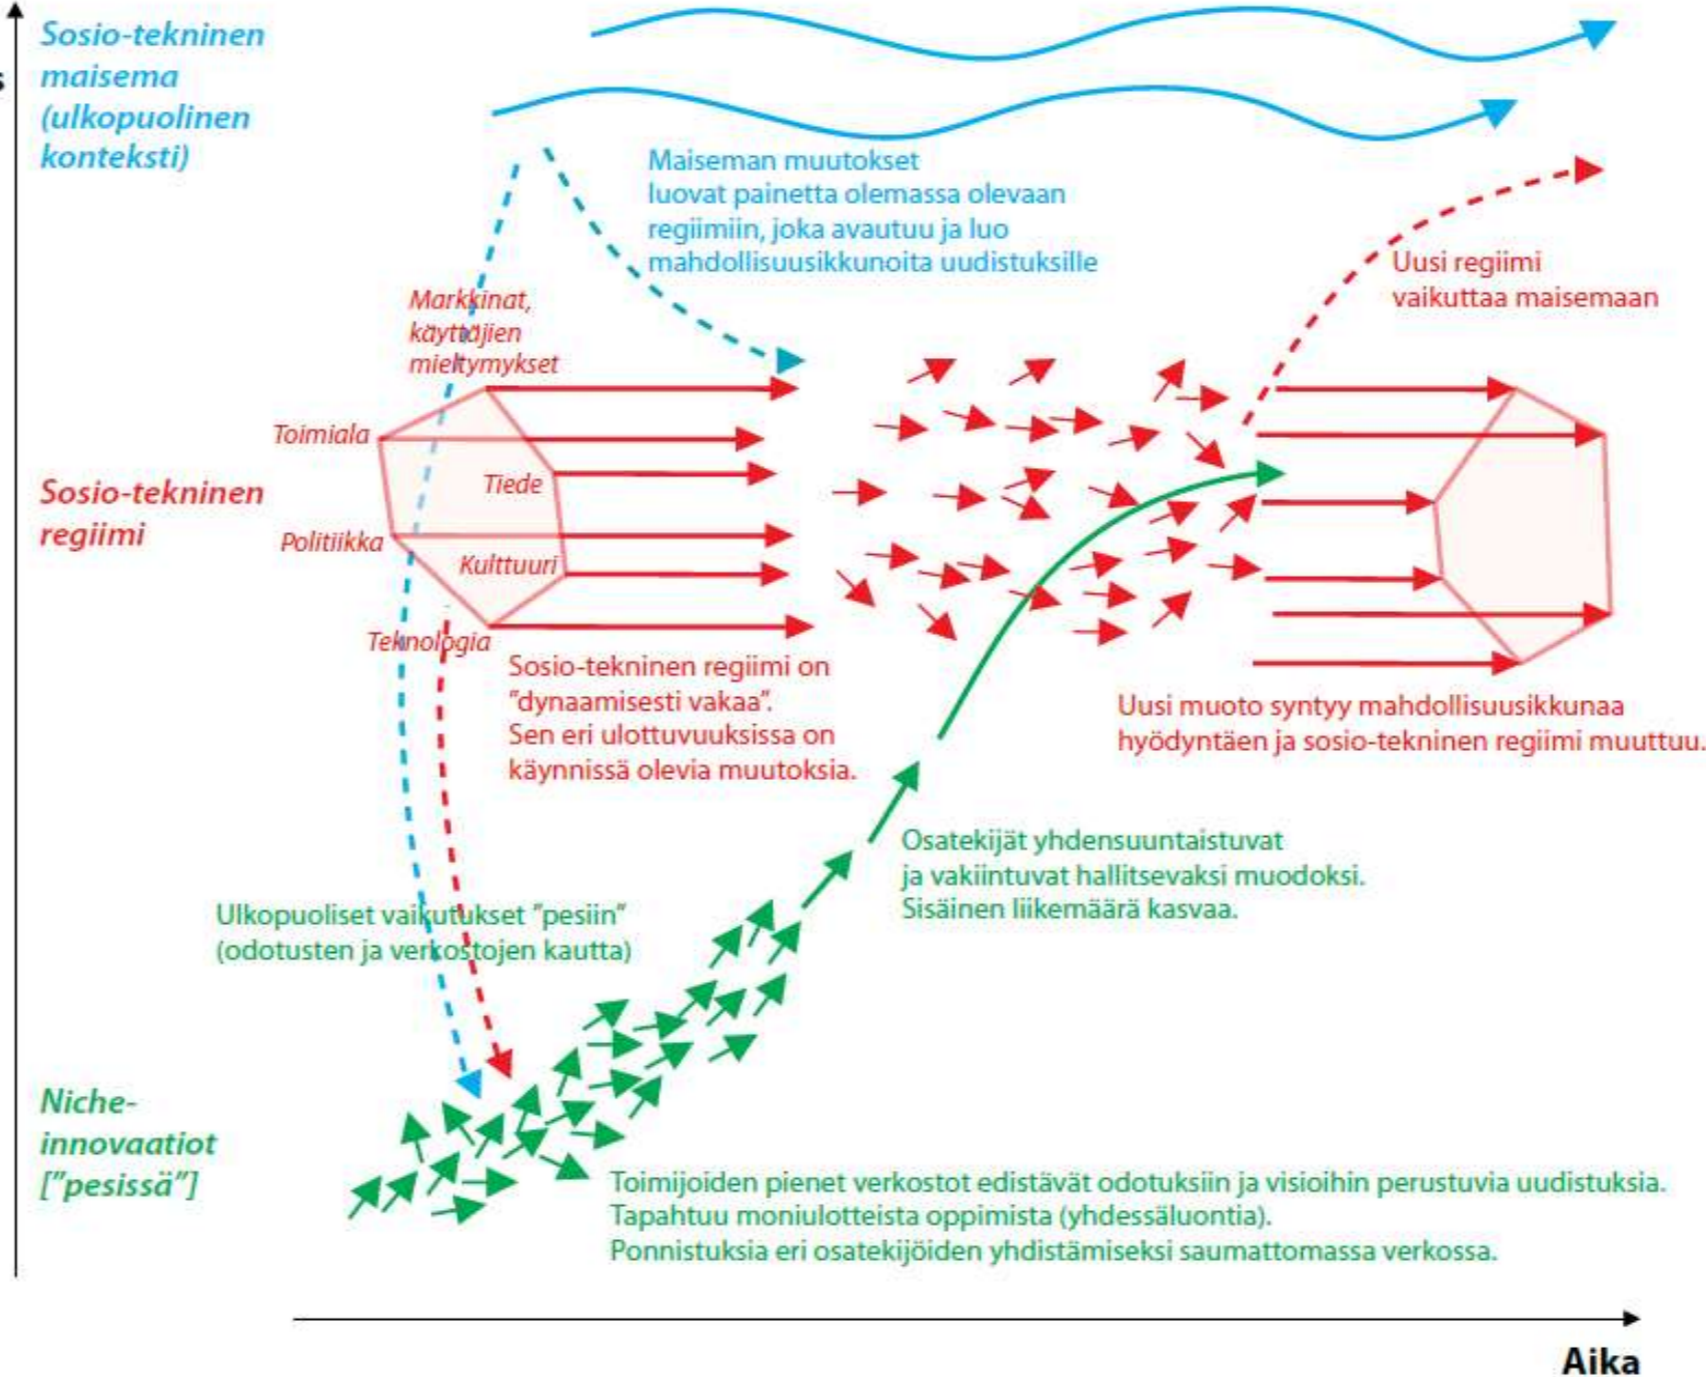 Sosio-tekninen
maisema
(ulkopuolinen
konteksti)
s
Maiseman muutokset
luovat painetta olemassa olevaan
regiimiin, joka avautuu ja luo
mahdollisuusikkunoita uudistuksille
Uusi regiimi
vaikuttaa maisemaan
Markkinat,
käyttäjien
mieltymykset
Toimiala
Tiede
Sosio-tekninen
regiimi
Politiikka
Kulttuuri
Teknologia
Sosio-tekninen regiimi on
"dynaamisesti vakaa".
Sen eri ulottuvuuksissa on
käynnissä olevia muutoksia.
Uusi muoto syntyy mahdollisuusikkunaa
hyödyntäen ja sosio-tekninen regiimi muuttuu.
Osatekijät yhdensuuntaistuvat
ja vakiintuvat hallitsevaksi muodoksi.
Sisäinen liikemäärä kasvaa.
Ulkopuoliset vaikutukset "pesiin"
(odotusten ja verkostojen kautta)
Niche-
innovaatiot
["pesissä"]
Toimijoiden pienet verkostot edistävät odotuksiin ja visioihin perustuvia uudistuksia.
Tapahtuu moniulotteista oppimista (yhdessäluontia).
Ponnistuksia eri osatekijöiden yhdistämiseksi saumattomassa verkossa.
Aika